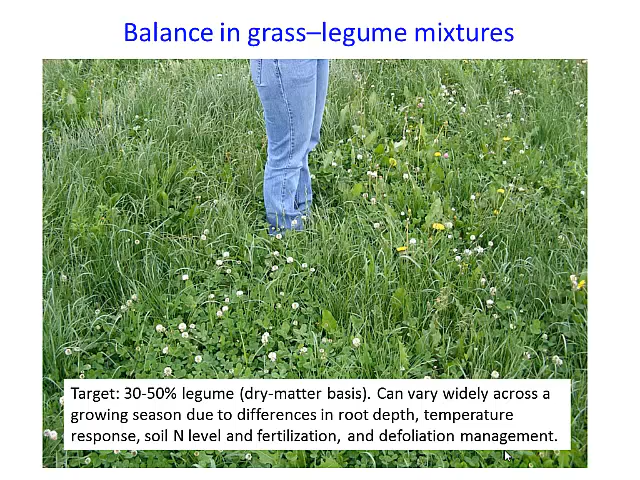 Balance in grass–legume mixtures
Target: 30-50% legume (dry-matter basis). Can vary widely across a
growing season due to differences in root depth, temperature
response, soil N level and fertilization, and defoliation management.